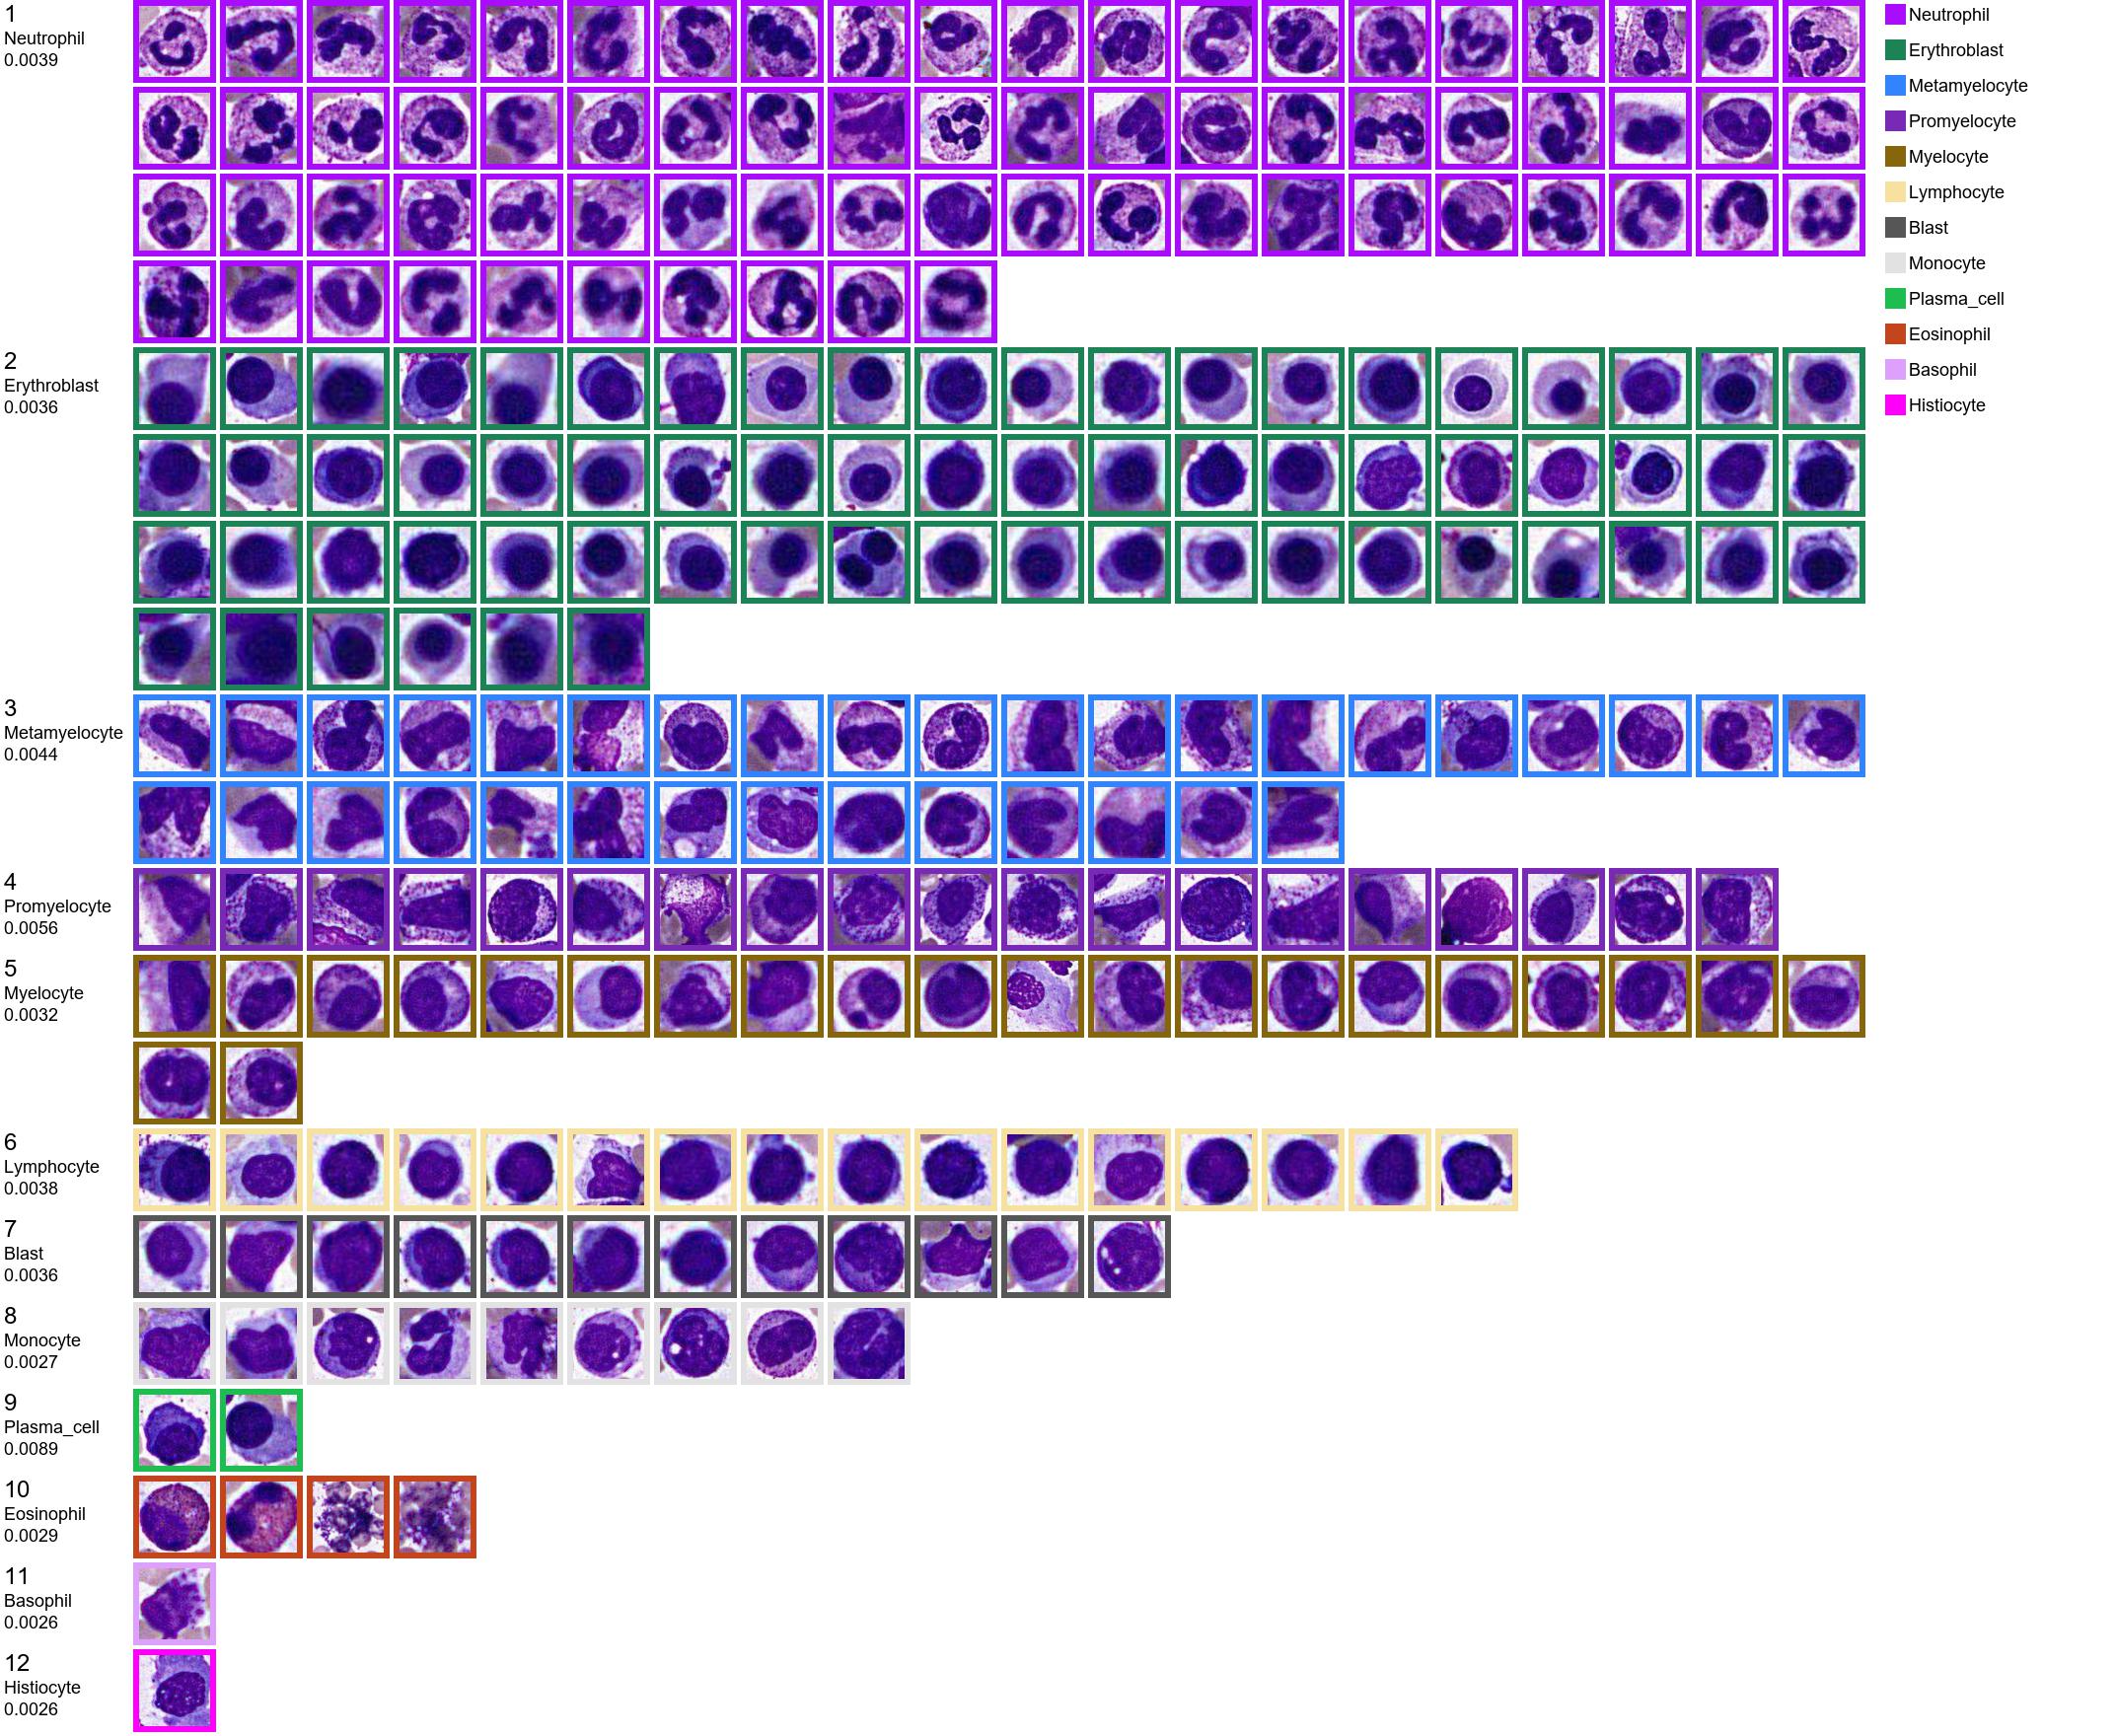 1
Neutrophil
0.0039
2
Erythroblast
0.0036
3
Metamyelocyte
0.0044
4
Promyelocyte
0.0056
5
Myelocyte
0.0032
6
Lymphocyte
0.0038
7
Blast
0.0036
8
Monocyte
0.0027
9
Plasma_cell
0.0089
10
Eosinophil
0.0029
11
Basophil
0.0026
12
Histiocyte
0.0026
Neutrophil
Erythroblast
Metamyelocyte
Promyelocyte
Myelocyte
Lymphocyte
Blast
Monocyte
Plasma_cell
Eosinophil
Basophil
Histiocyte